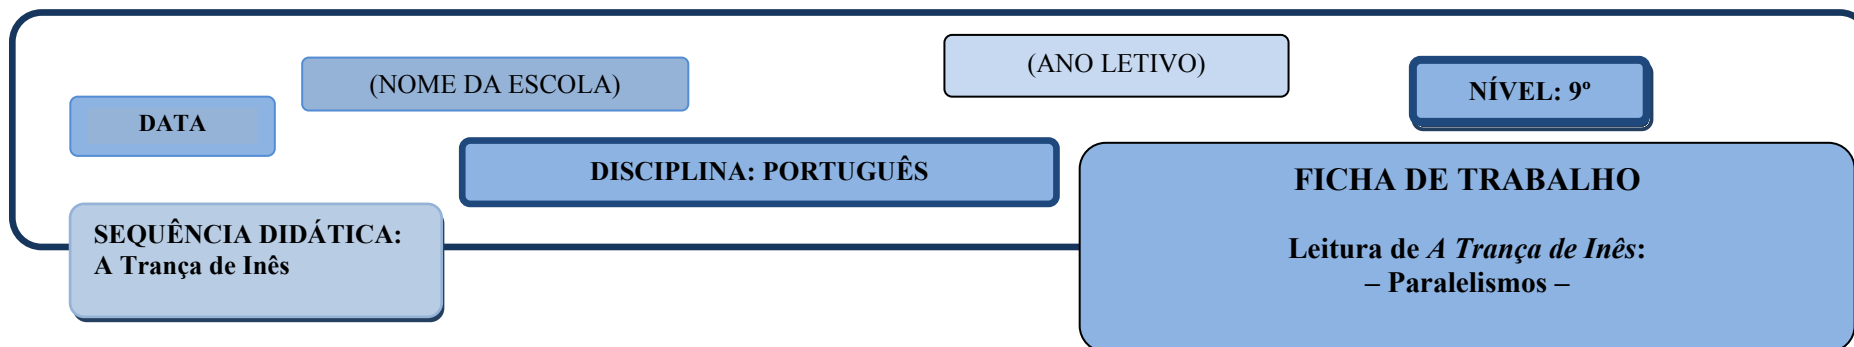 (NOME DA ESCOLA)
(ANO LETIVO)
NÍVEL: 9º
DATA
DISCIPLINA: PORTUGUÊS
FICHA DE TRABALHO
Leitura de A Trança de Inês:
– Paralelismos –
SEQUÊNCIA DIDÁTICA:
A Trança de Inês